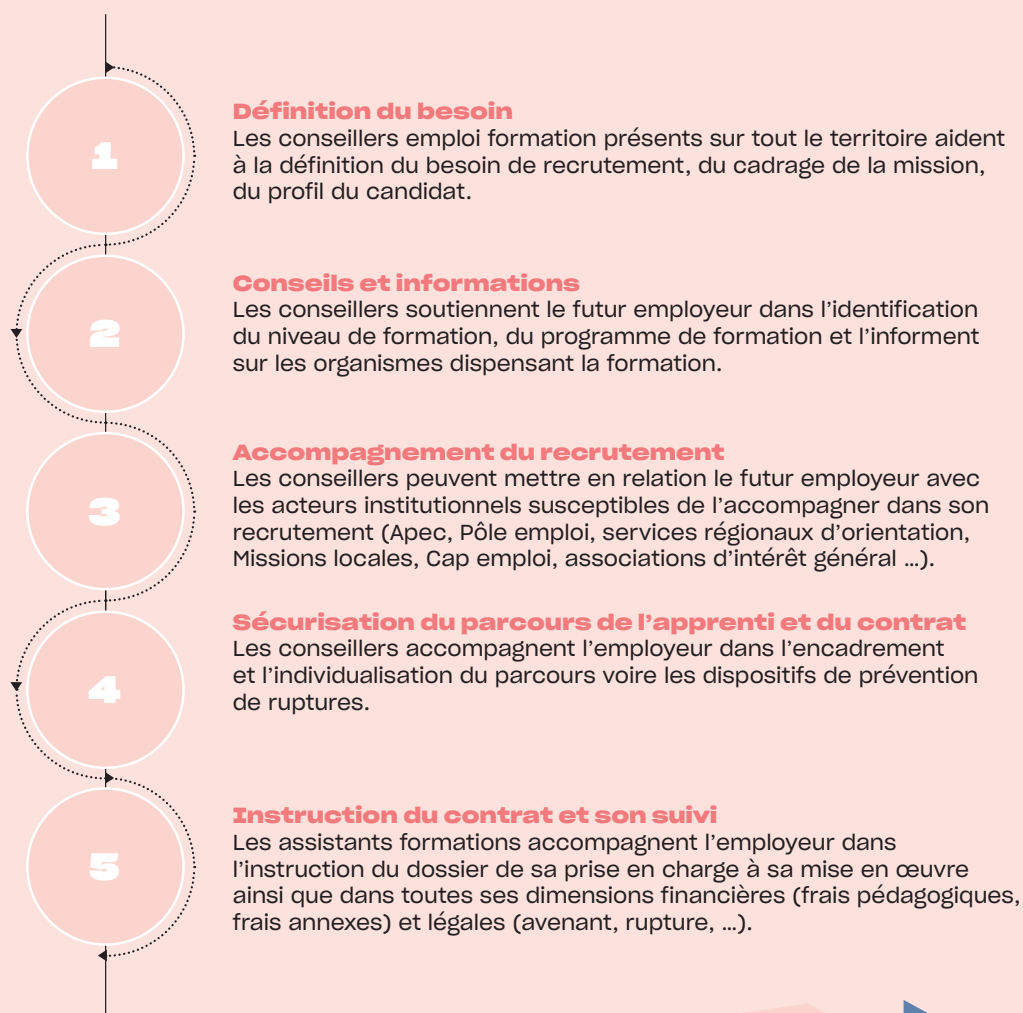 1
Définition du besoin
Les conseillers emploi formation présents sur tout le territoire aident
à la définition du besoin de recrutement, du cadrage de la mission,
du profil du candidat.
2
Conseils et informations
Les conseillers soutiennent le futur employeur dans l’identification
du niveau de formation, du programme de formation et l’informent
sur les organismes dispensant la formation.
3
Accompagnement du recrutement
Les conseillers peuvent mettre en relation le futur employeur avec
les acteurs institutionnels susceptibles de l’accompagner dans son
recrutement (Apec, Pôle emploi, services régionaux d’orientation,
Missions locales, Cap emploi, associations d’intérêt général …).
4
Sécurisation du parcours de l’apprenti et du contrat
Les conseillers accompagnent l’employeur dans l’encadrement
et l’individualisation du parcours voire les dispositifs de prévention
de ruptures.
5
Instruction du contrat et son suivi
Les assistants formations accompagnent l’employeur dans
l’instruction du dossier de sa prise en charge à sa mise en œuvre
ainsi que dans toutes ses dimensions financières (frais pédagogiques,
frais annexes) et légales (avenant, rupture, …).